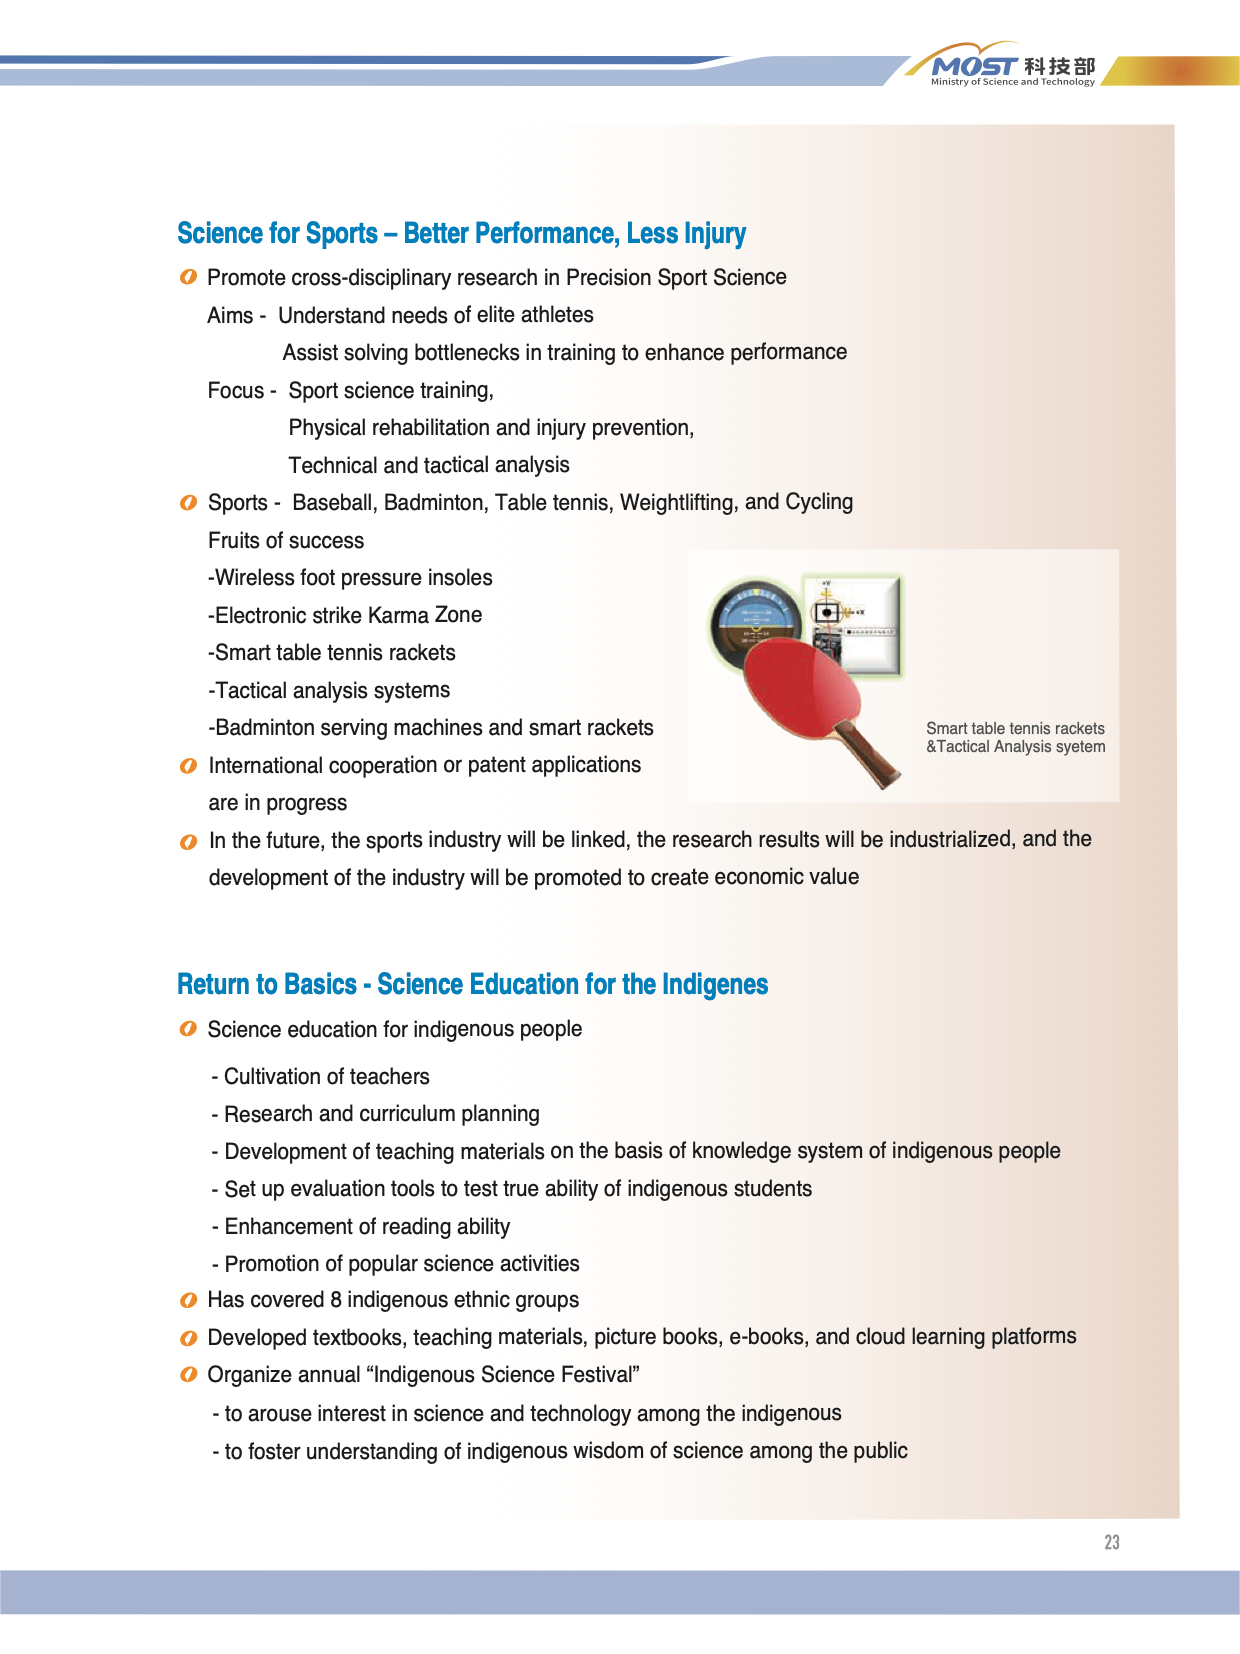 MOST 科技部
Ministry of Science and Technology
Science for Sports – Better Performance, Less Injury
Promote cross-disciplinary research in Precision Sport Science
Aims - Understand needs of elite athletes
Assist solving bottlenecks in training to enhance performance
Focus - Sport science training,
Physical rehabilitation and injury prevention,
Technical and tactical analysis
Sports - Baseball, Badminton, Table tennis, Weightlifting, and Cycling
Fruits of success
-Wireless foot pressure insoles
-Electronic strike Karma Zone
-Smart table tennis rackets
-Tactical analysis systems
-Badminton serving machines and smart rackets
+Y
+X
Smart table tennis rackets
&Tactical Analysis syetem
International cooperation or patent applications
are in progress
In the future, the sports industry will be linked, the research results will be industrialized, and the
development of the industry will be promoted to create economic value
Return to Basics - Science Education for the Indigenes
Science education for indigenous people
- Cultivation of teachers
- Research and curriculum planning
- Development of teaching materials on the basis of knowledge system of indigenous people
- Set up evaluation tools to test true ability of indigenous students
- Enhancement of reading ability
- Promotion of popular science activities
Has covered 8 indigenous ethnic groups
Developed textbooks, teaching materials, picture books, e-books, and cloud learning platforms
Organize annual “Indigenous Science Festival”
- to arouse interest in science and technology among the indigenous
- to foster understanding of indigenous wisdom of science among the public
23